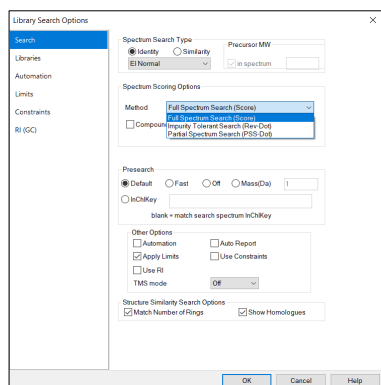 Library Search Options
Search
Libraries
Automation
Limits
Constraints
RI (GC)
Spectrum Search Type
Identity Similarity
EI Normal
Precursor MW
in spectrum
Spectrum Scoring Options
Method Full Spectrum Search (Score)
Full Spectrum Search (Score)
Impurity Tolerant Search (Rev-Dot)
Partial Spectrum Search (PSS-Dot)
Presearch
Default Fast Off Mass(Da) 1
InChIKey
blank = match search spectrum InChIKey
Other Options
Automation Auto Report
Apply Limits Use Constraints
Use RI
TMS mode Off
Structure Similarity Search Options
Match Number of Rings Show Homologues
OK Cancel Help